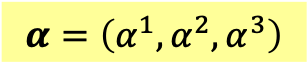 𝜶 = (𝛼¹, 𝛼², 𝛼³)